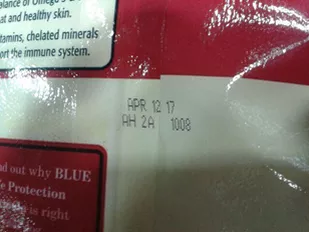 alance of Omega
at and healthy skin.
tamins, chelated minerals
ort the immune system.
APR 12 17
AH 2A 1008
nd out why BLUE
e Protection
is right